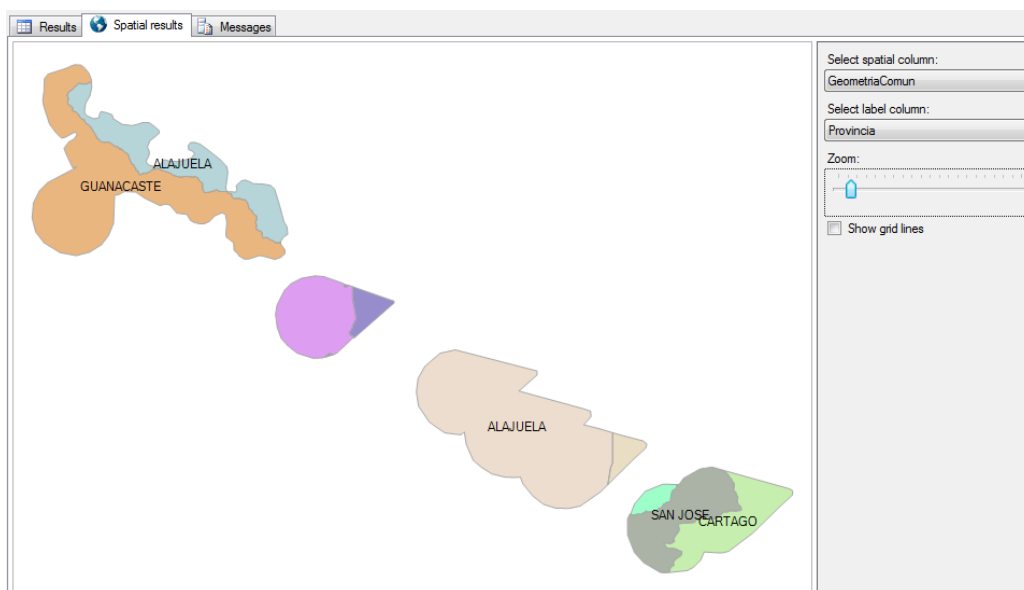 Results
Spatial results
Messages
Select spatial column:
GeometriaComun
Select label column:
Provincia
Zoom:
Show grid lines
ALAJUELA
GUANACASTE
ALAJUELA
SAN JOSE
CARTAGO